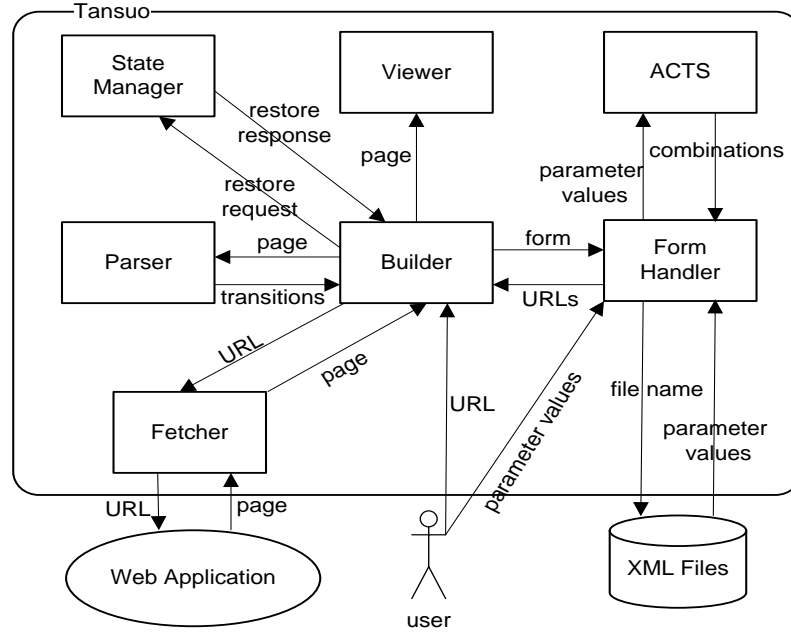 Tansuo
State
Manager
Viewer
ACTS
restore
response
page
combinations
parameter
values
restore
request
Parser
page
transitions
Builder
form
URLs
Form
Handler
URL
page
Fetcher
URL
parameter values
file name
parameter
values
URL
page
Web Application
user
XML Files